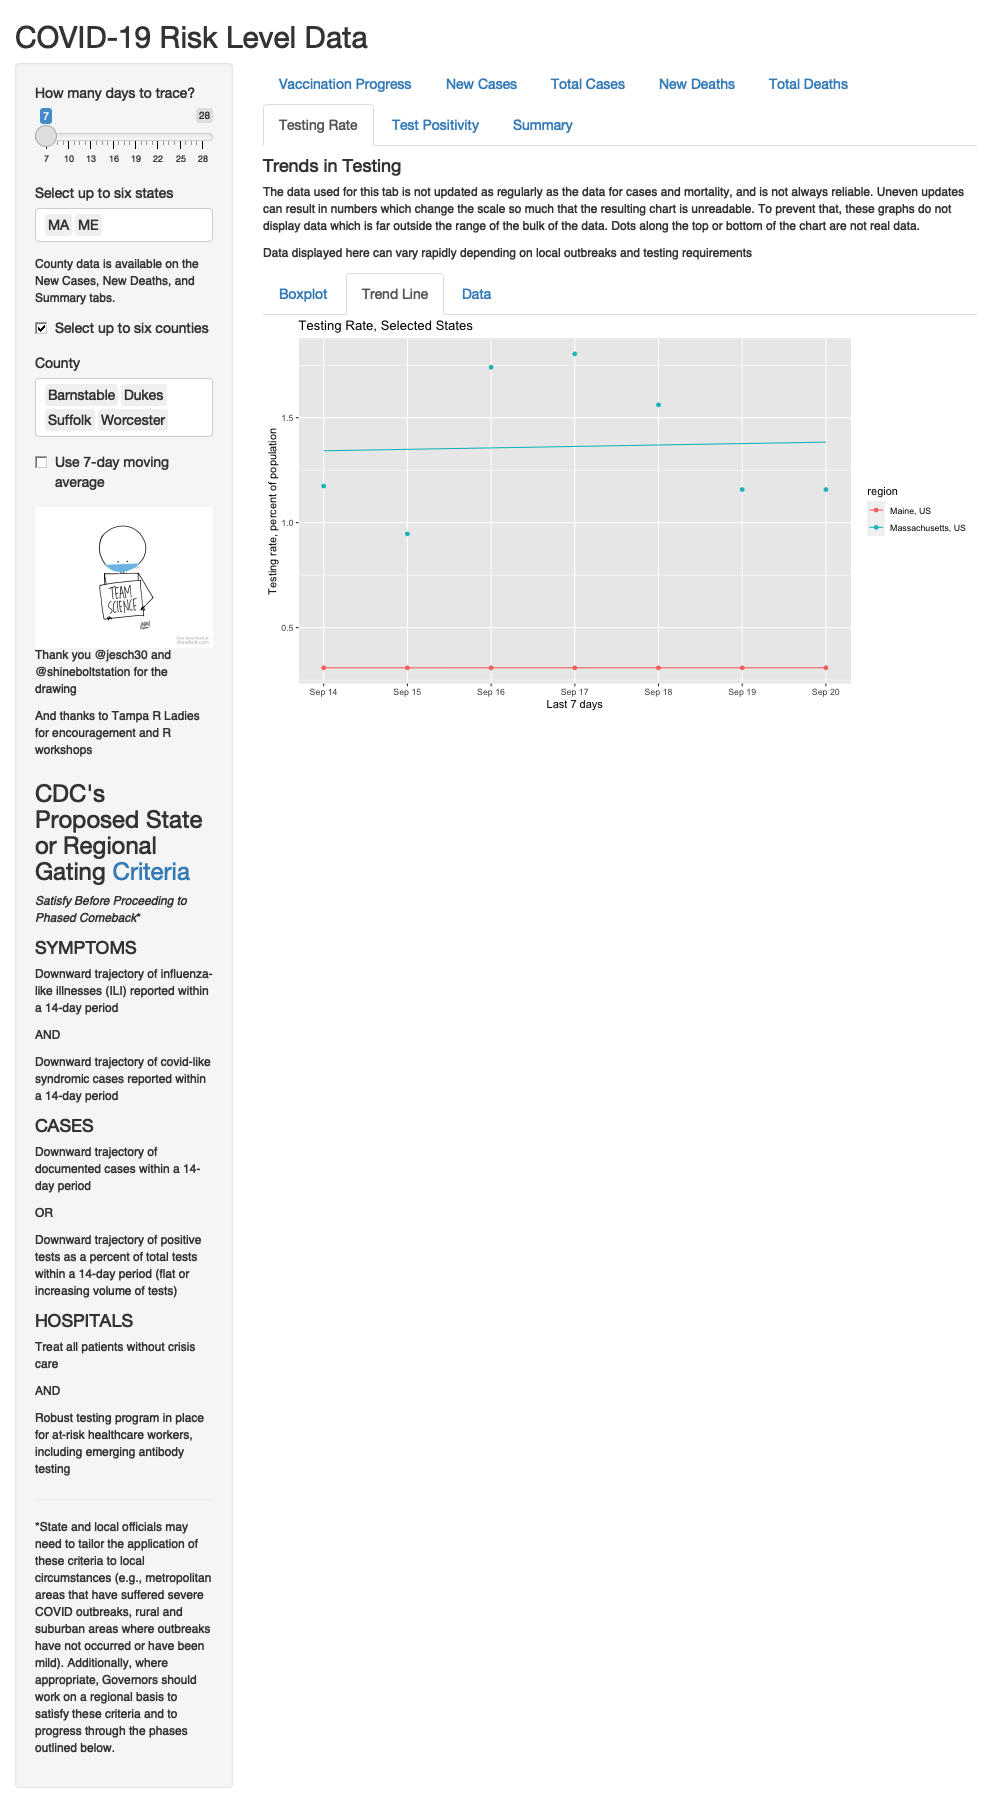 COVID-19 Risk Level Data
How many days to trace?
7
28
7 10 13 16 19 22 25 28
Select up to six states
MA ME
County data is available on the
New Cases, New Deaths, and
Summary tabs.
Select up to six counties
County
Barnstable Dukes
Suffolk Worcester
Use 7-day moving
average
TEAM
SCIENCE
Free download at
shinebolt.com
Thank you @jesch30 and
@shineboltstation for the
drawing
And thanks to Tampa R Ladies
for encouragement and R
workshops
CDC's
Proposed State
or Regional
Gating Criteria
Satisfy Before Proceeding to
Phased Comeback*
SYMPTOMS
Downward trajectory of influenza-
like illnesses (ILI) reported within
a 14-day period
AND
Downward trajectory of covid-like
syndromic cases reported within
a 14-day period
CASES
Downward trajectory of
documented cases within a 14-
day period
OR
Downward trajectory of positive
tests as a percent of total tests
within a 14-day period (flat or
increasing volume of tests)
HOSPITALS
Treat all patients without crisis
care
AND
Robust testing program in place
for at-risk healthcare workers,
including emerging antibody
testing
*State and local officials may
need to tailor the application of
these criteria to local
circumstances (e.g., metropolitan
areas that have suffered severe
COVID outbreaks, rural and
suburban areas where outbreaks
have not occurred or have been
mild). Additionally, where
appropriate, Governors should
work on a regional basis to
satisfy these criteria and to
progress through the phases
outlined below.
Vaccination Progress New Cases Total Cases New Deaths Total Deaths
Testing Rate Test Positivity Summary
Trends in Testing
The data used for this tab is not updated as regularly as the data for cases and mortality, and is not always reliable. Uneven updates
can result in numbers which change the scale so much that the resulting chart is unreadable. To prevent that, these graphs do not
display data which is far outside the range of the bulk of the data. Dots along the top or bottom of the chart are not real data.
Data displayed here can vary rapidly depending on local outbreaks and testing requirements
Boxplot Trend Line Data
Testing Rate, Selected States
Testing rate, percent of population
1.5
1.0
0.5
Sep 14 Sep 15 Sep 16 Sep 17 Sep 18 Sep 19 Sep 20
Last 7 days
region
Maine, US
Massachusetts, US